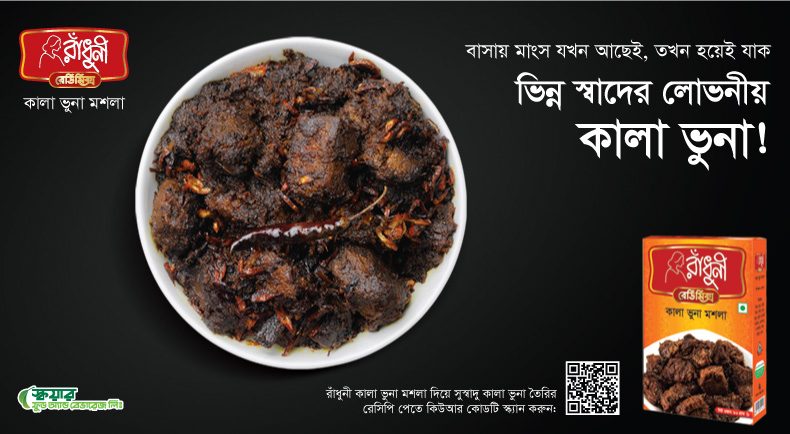 রাঁধুনী
রেডিমিক্স
কালা ভুনা মশলা
বাসায় মাংস যখন আছেই, তখন হয়েই যাক
ভিন্ন স্বাদের লোভনীয়
কালা ভুনা!
রাঁধুনী
রেডিমিক্স
কালা ভুনা মশলা
রাঁধুনী কালা ভুনা মশলা দিয়ে সুস্বাদু কালা ভুনা তৈরির
রেসিপি পেতে কিউআর কোডটি স্ক্যান করুন:
স্কয়ার
ফুড অ্যান্ড বেভারেজ লিঃ